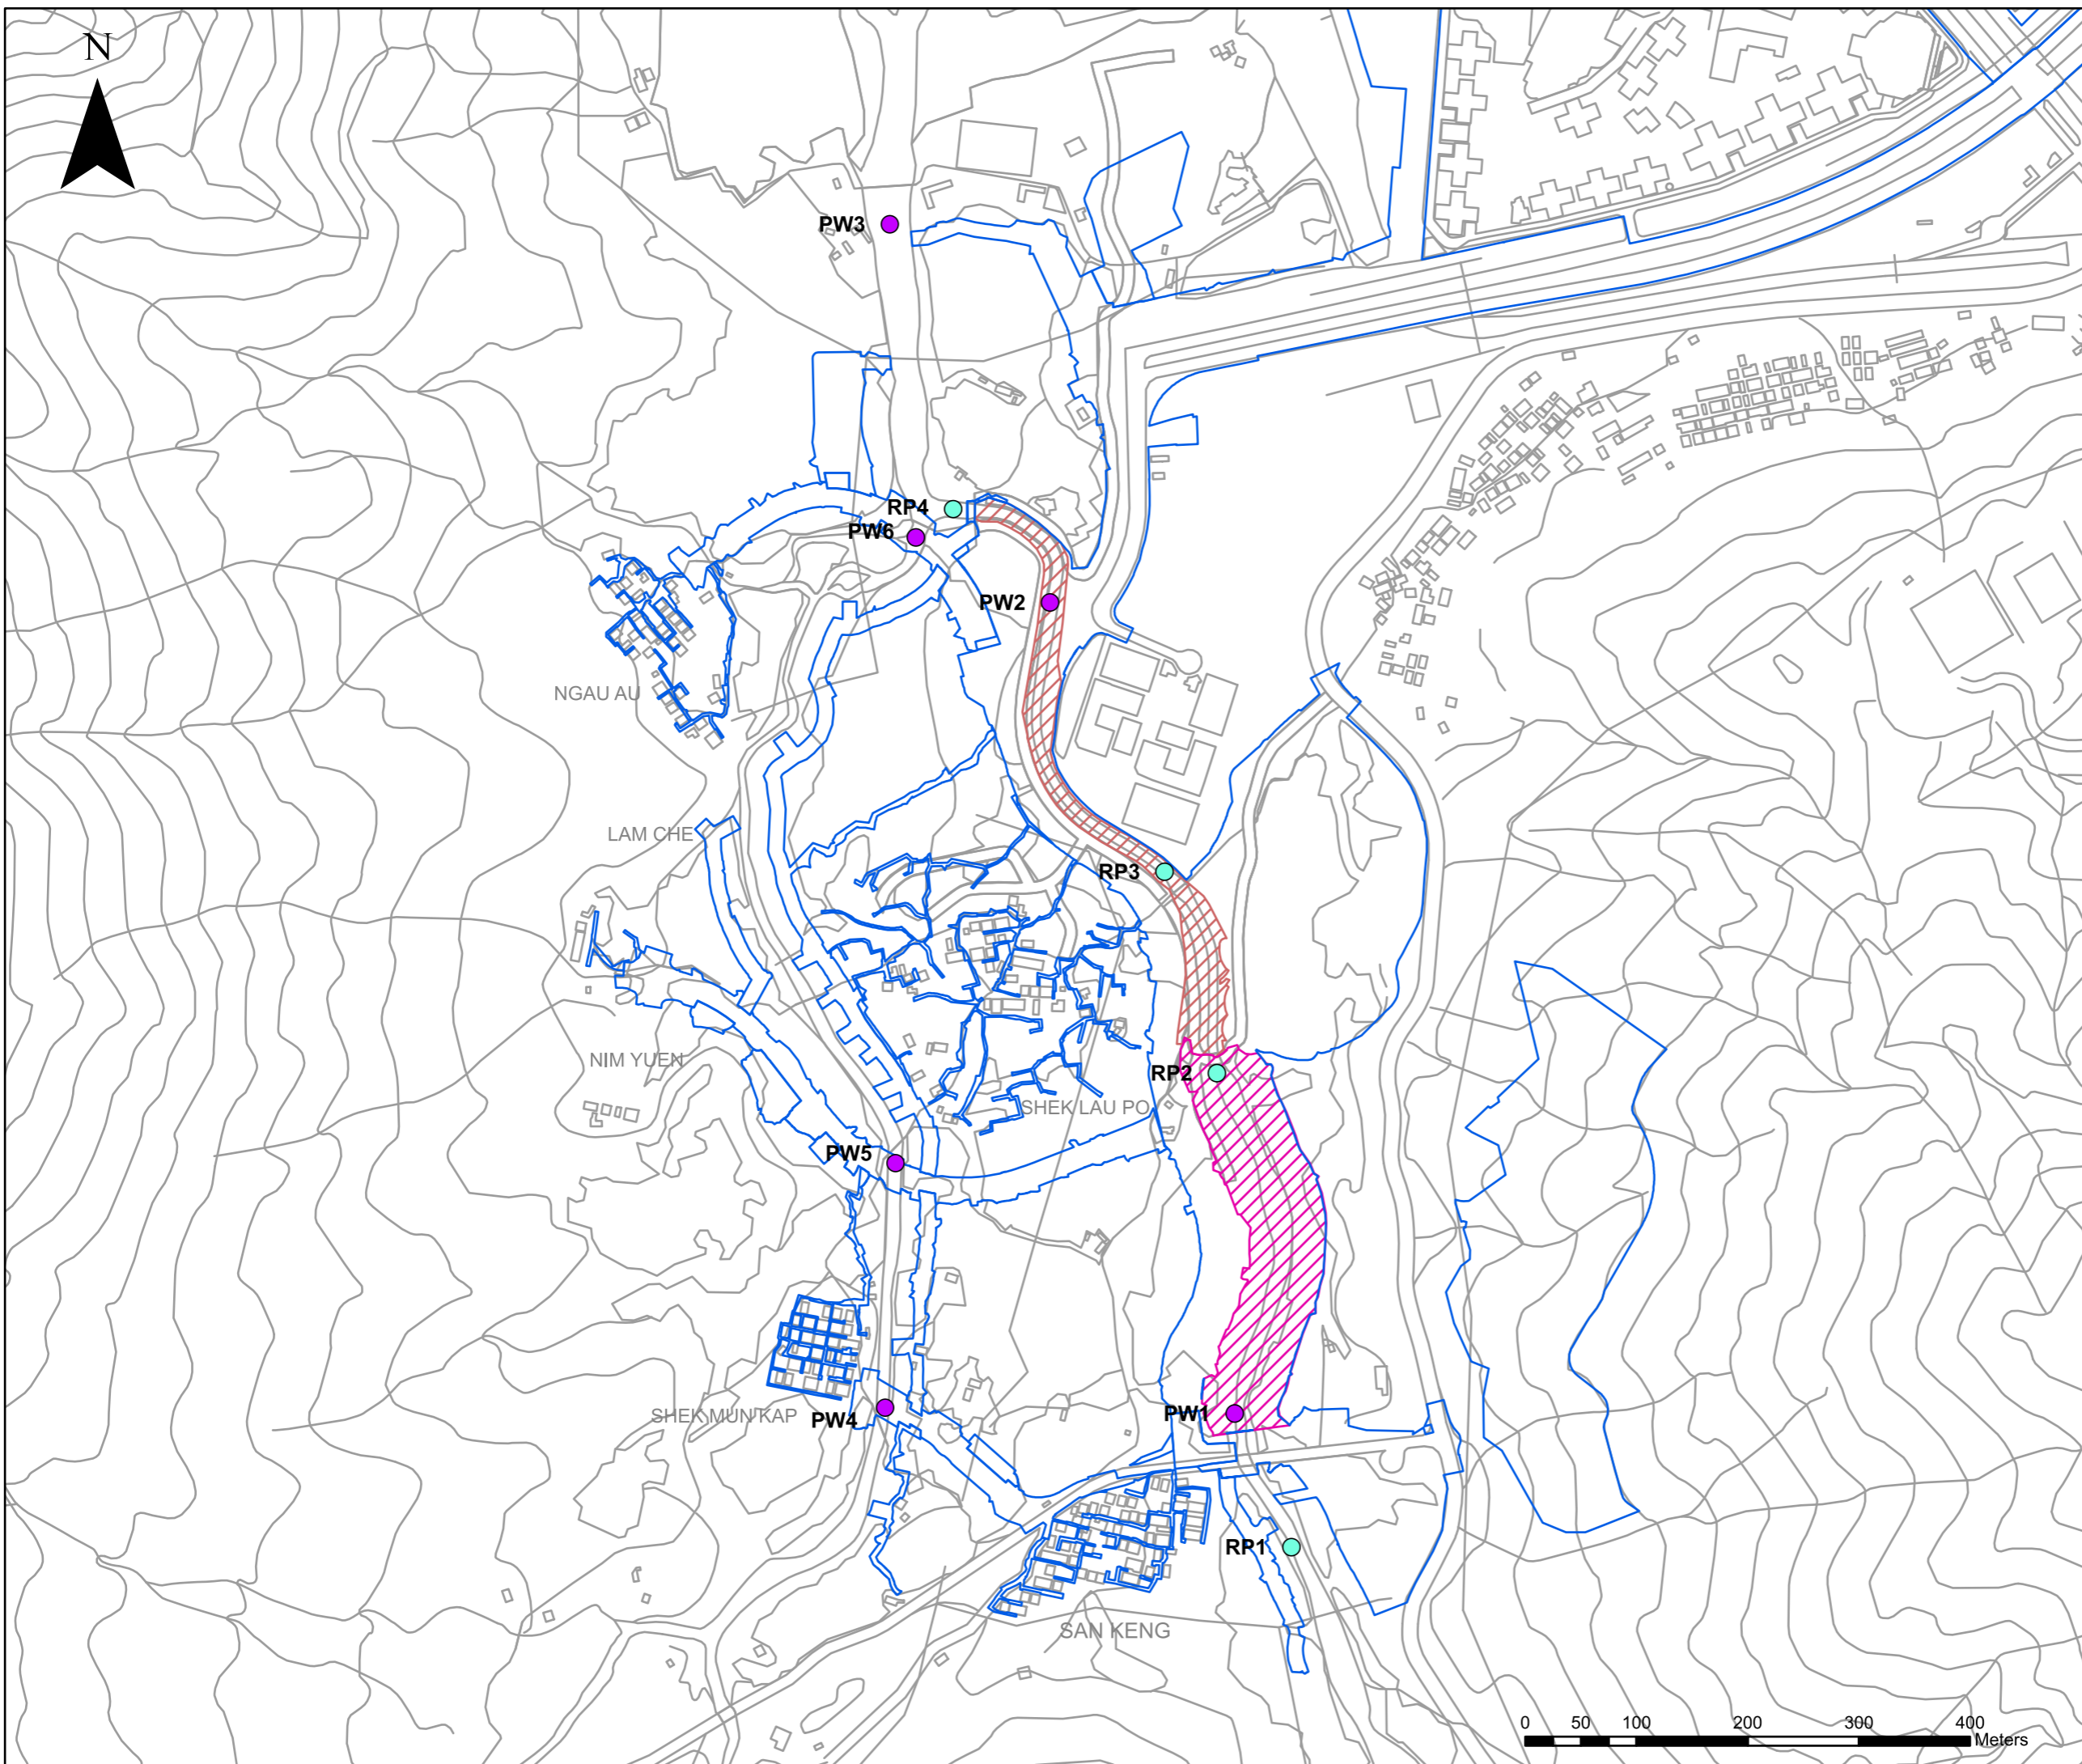 N
PW3
RP4
PW6
PW2
NGAU AU
LAM CHE
RP3
NIM YUEN
RP2
SHEK LAU PO
PW5
SHEK MUN KAP
PW4
PW1
RP1
SAN KENG
0 50 100 200 300 400
Meters